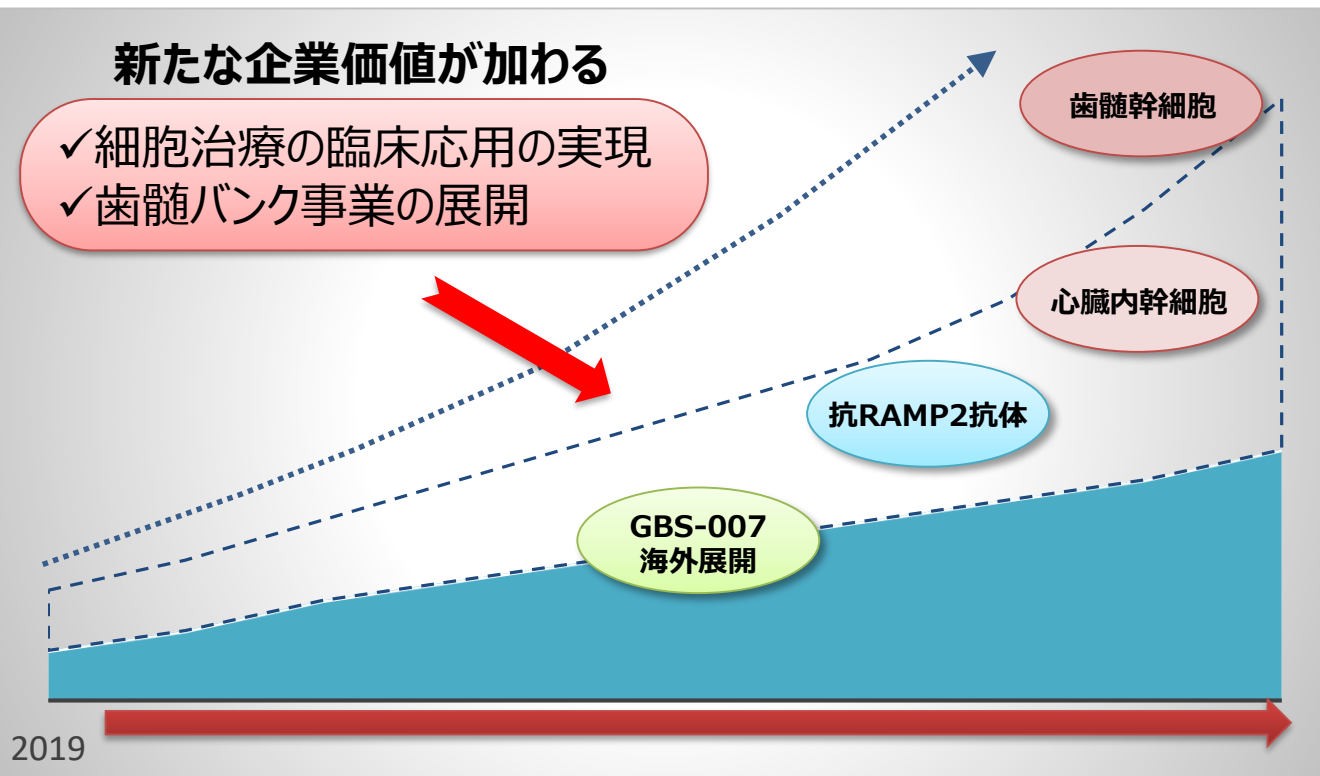 新たな企業価値が加わる
✓細胞治療の臨床応用の実現
✓歯髄バンク事業の展開
歯髄幹細胞
心臓内幹細胞
抗RAMP2抗体
GBS-007
海外展開
2019